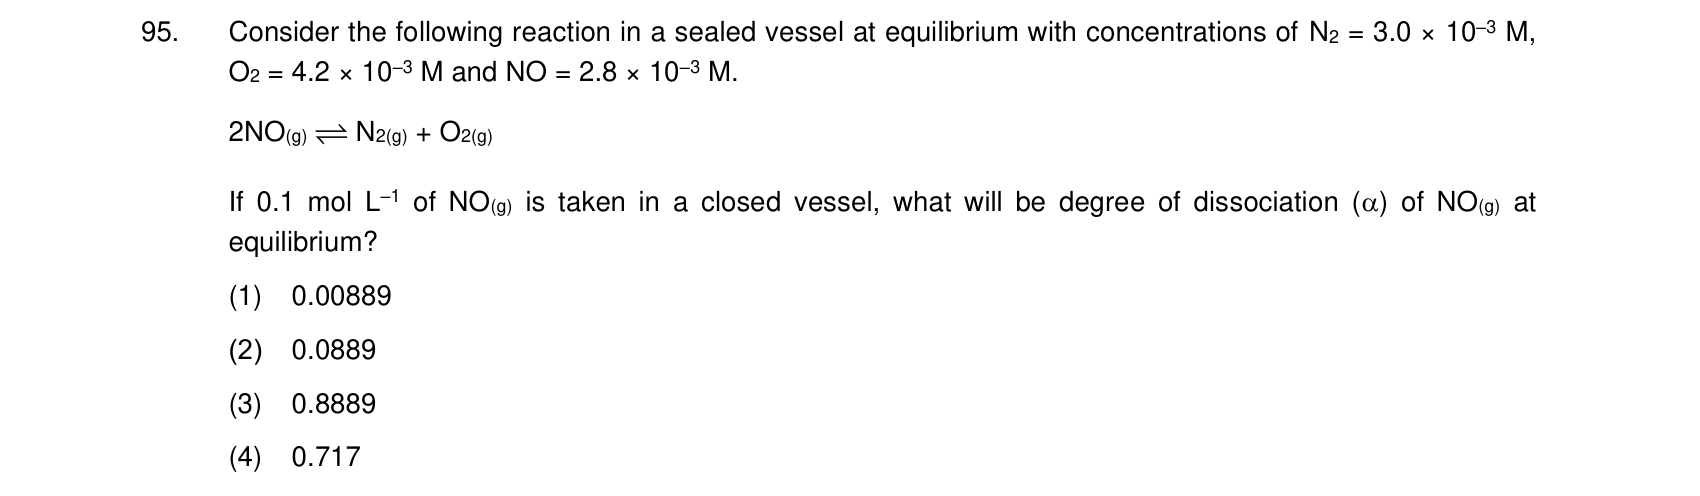 95. Consider the following reaction in a sealed vessel at equilibrium with concentrations of N₂ = 3.0 × 10⁻³ M,
O₂ = 4.2 × 10⁻³ M and NO = 2.8 × 10⁻³ M.
2NO(g) ⇌ N₂(g) + O₂(g)
If 0.1 mol L⁻¹ of NO(g) is taken in a closed vessel, what will be degree of dissociation (α) of NO(g) at
equilibrium?
(1) 0.00889
(2) 0.0889
(3) 0.8889
(4) 0.717